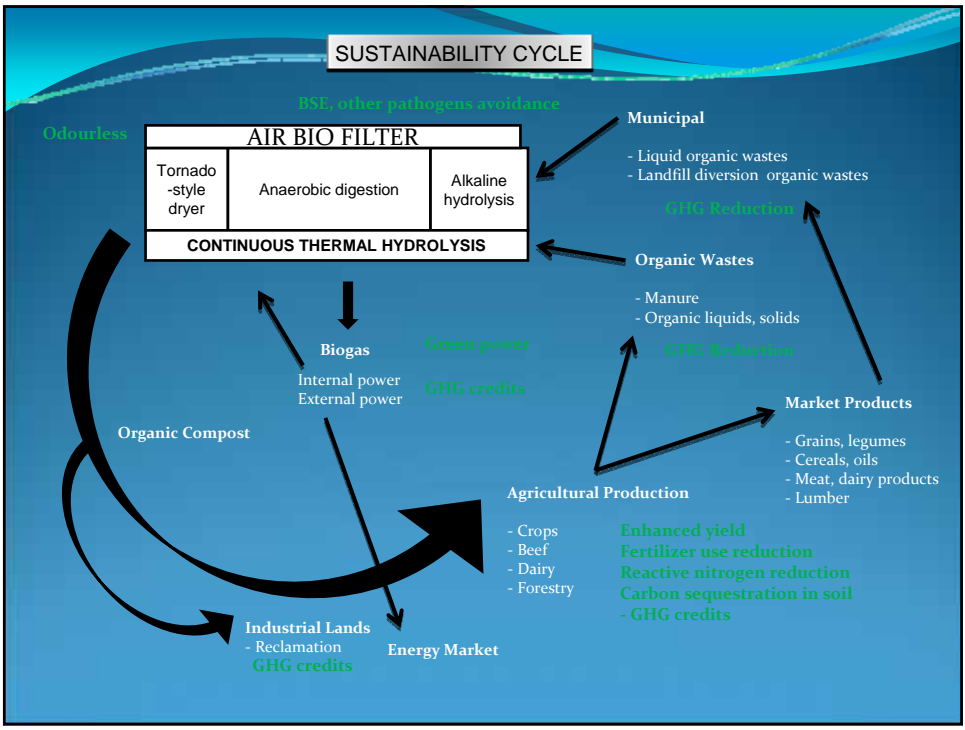 SUSTAINABILITY CYCLE
BSE, other pathogens avoidance
Odourless
AIR BIO FILTER
Tornado
-style
dryer
Anaerobic digestion
Alkaline
hydrolysis
CONTINUOUS THERMAL HYDROLYSIS
Municipal
- Liquid organic wastes
- Landfill diversion organic wastes
GHG Reduction
Organic Wastes
- Manure
- Organic liquids, solids
GHG Reduction
Biogas
Green power
Internal power
External power
GHG credits
Market Products
- Grains, legumes
- Cereals, oils
- Meat, dairy products
- Lumber
Organic Compost
Agricultural Production
- Crops
- Beef
- Dairy
- Forestry
Enhanced yield
Fertilizer use reduction
Reactive nitrogen reduction
Carbon sequestration in soil
- GHG credits
Industrial Lands
- Reclamation
GHG credits
Energy Market